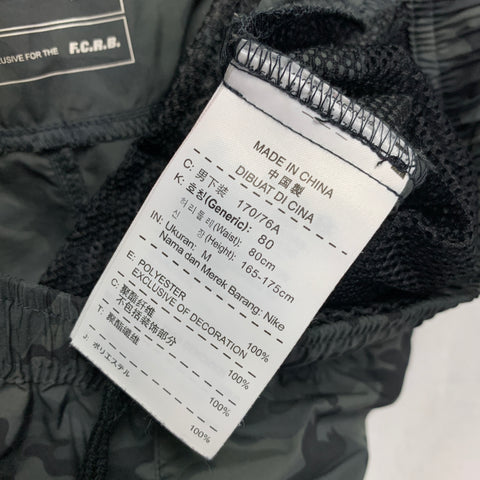 USIVE FOR THE F.C.R.B.
MADE IN CHINA
中国製
DIBUAT DI CINA
C: 男下装 170/76A
K: 호칭(Generic): 80
허리둘레(Waist): 80cm
신 장(Height): 165-175cm
IN: Ukuran: M
Nama dan Merek Barang: Nike
E: POLYESTER 100%
EXCLUSIVE OF DECORATION
C: 聚酯纤维 100%
不包括装饰部分
T: 聚酯纖維 100%
J: ポリエステル 100%